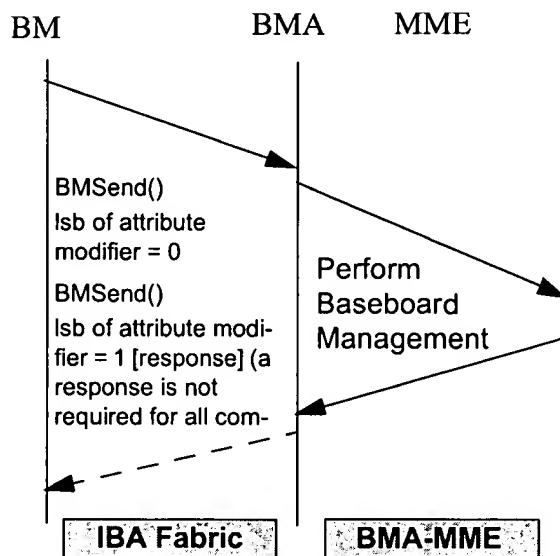 BM BMA MME
BMSend()
lsb of attribute
modifier = 0
BMSend()
lsb of attribute modi-
fier = 1 [response] (a
response is not
required for all com-
Perform
Baseboard
Management
IBA Fabric BMA-MME